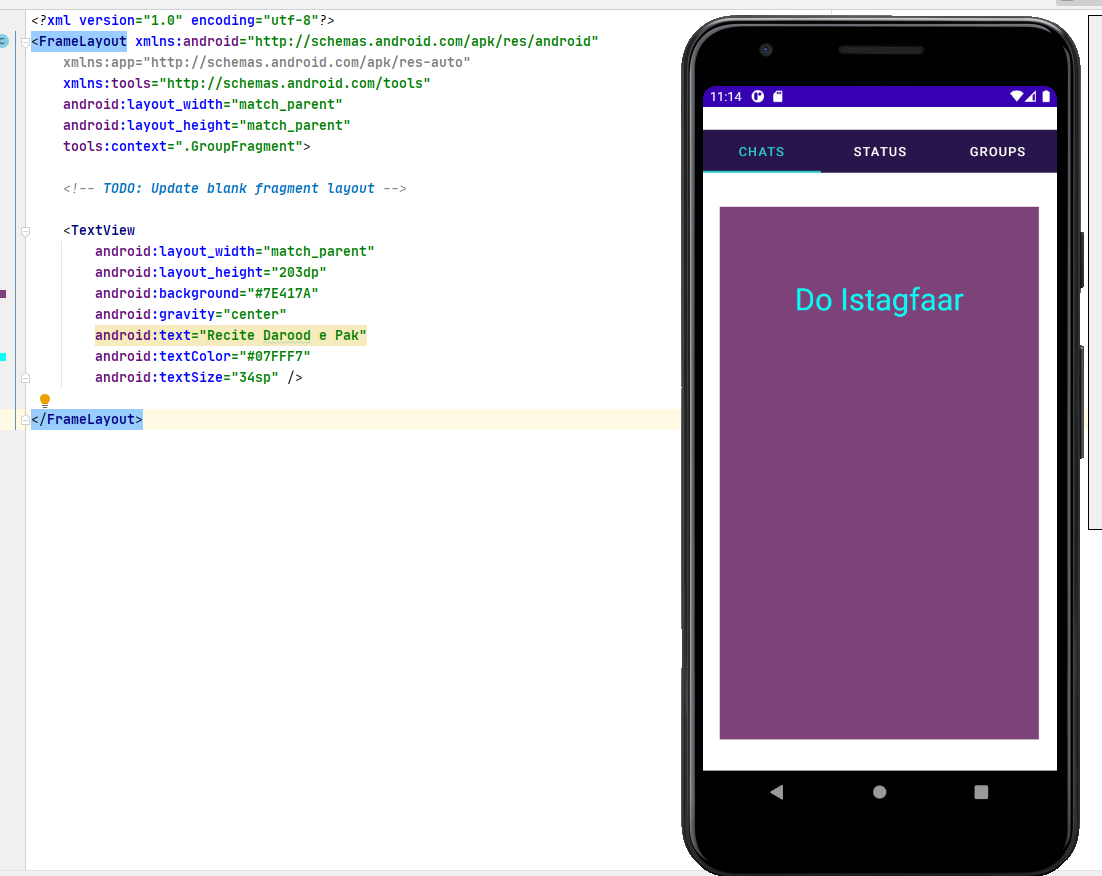 <?xml version="1.0" encoding="utf-8"?>
<FrameLayout xmlns:android="http://schemas.android.com/apk/res/android"
    xmlns:app="http://schemas.android.com/apk/res-auto"
    xmlns:tools="http://schemas.android.com/tools"
    android:layout_width="match_parent"
    android:layout_height="match_parent"
    tools:context=".GroupFragment">
    <!-- TODO: Update blank fragment layout -->
    <TextView
        android:layout_width="match_parent"
        android:layout_height="203dp"
        android:background="#7E417A"
        android:gravity="center"
        android:text="Recite Darood e Pak"
        android:textColor="#07FFF7"
        android:textSize="34sp" />
</FrameLayout>
11:14
CHATS STATUS GROUPS
Do Istagfaar